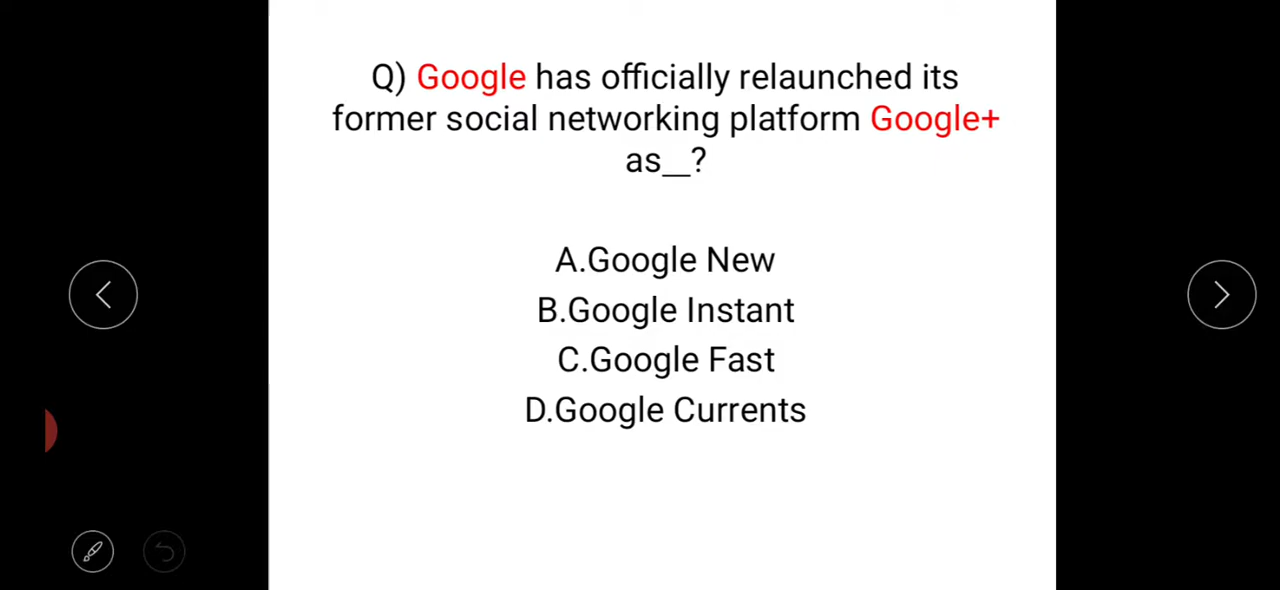 Q) Google has officially relaunched its
former social networking platform Google+
as__?
A.Google New
B.Google Instant
C.Google Fast
D.Google Currents